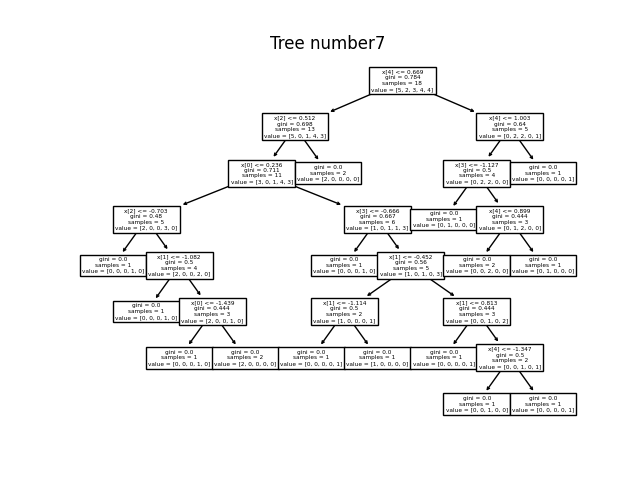 Tree number7
x[4] <= 0.669
gini = 0.784
samples = 18
value = [5, 2, 3, 4, 4]
x[2] <= 0.512
gini = 0.698
samples = 13
value = [5, 0, 1, 4, 3]
x[4] <= 1.003
gini = 0.64
samples = 5
value = [0, 2, 2, 0, 1]
x[0] <= 0.236
gini = 0.711
samples = 11
value = [3, 0, 1, 4, 3]
gini = 0.0
samples = 2
value = [2, 0, 0, 0, 0]
x[3] <= -1.127
gini = 0.5
samples = 4
value = [0, 2, 2, 0, 0]
gini = 0.0
samples = 1
value = [0, 0, 0, 0, 1]
x[2] <= -0.703
gini = 0.48
samples = 5
value = [2, 0, 0, 3, 0]
x[3] <= -0.666
gini = 0.667
samples = 6
value = [1, 0, 1, 1, 3]
gini = 0.0
samples = 1
value = [0, 1, 0, 0, 0]
x[4] <= 0.899
gini = 0.444
samples = 3
value = [0, 1, 2, 0, 0]
gini = 0.0
samples = 1
value = [0, 0, 0, 1, 0]
x[1] <= -1.082
gini = 0.5
samples = 4
value = [2, 0, 0, 2, 0]
gini = 0.0
samples = 1
value = [0, 0, 0, 1, 0]
x[1] <= -0.452
gini = 0.56
samples = 5
value = [1, 0, 1, 0, 3]
gini = 0.0
samples = 2
value = [0, 0, 2, 0, 0]
gini = 0.0
samples = 1
value = [0, 1, 0, 0, 0]
gini = 0.0
samples = 1
value = [0, 0, 0, 1, 0]
x[0] <= -1.439
gini = 0.444
samples = 3
value = [2, 0, 0, 1, 0]
x[1] <= -1.114
gini = 0.5
samples = 2
value = [1, 0, 0, 0, 1]
x[1] <= 0.813
gini = 0.444
samples = 3
value = [0, 0, 1, 0, 2]
gini = 0.0
samples = 1
value = [0, 0, 0, 1, 0]
gini = 0.0
samples = 2
value = [2, 0, 0, 0, 0]
gini = 0.0
samples = 1
value = [0, 0, 0, 0, 1]
gini = 0.0
samples = 1
value = [1, 0, 0, 0, 0]
gini = 0.0
samples = 1
value = [0, 0, 0, 0, 1]
x[4] <= -1.347
gini = 0.5
samples = 2
value = [0, 0, 1, 0, 1]
gini = 0.0
samples = 1
value = [0, 0, 1, 0, 0]
gini = 0.0
samples = 1
value = [0, 0, 0, 0, 1]